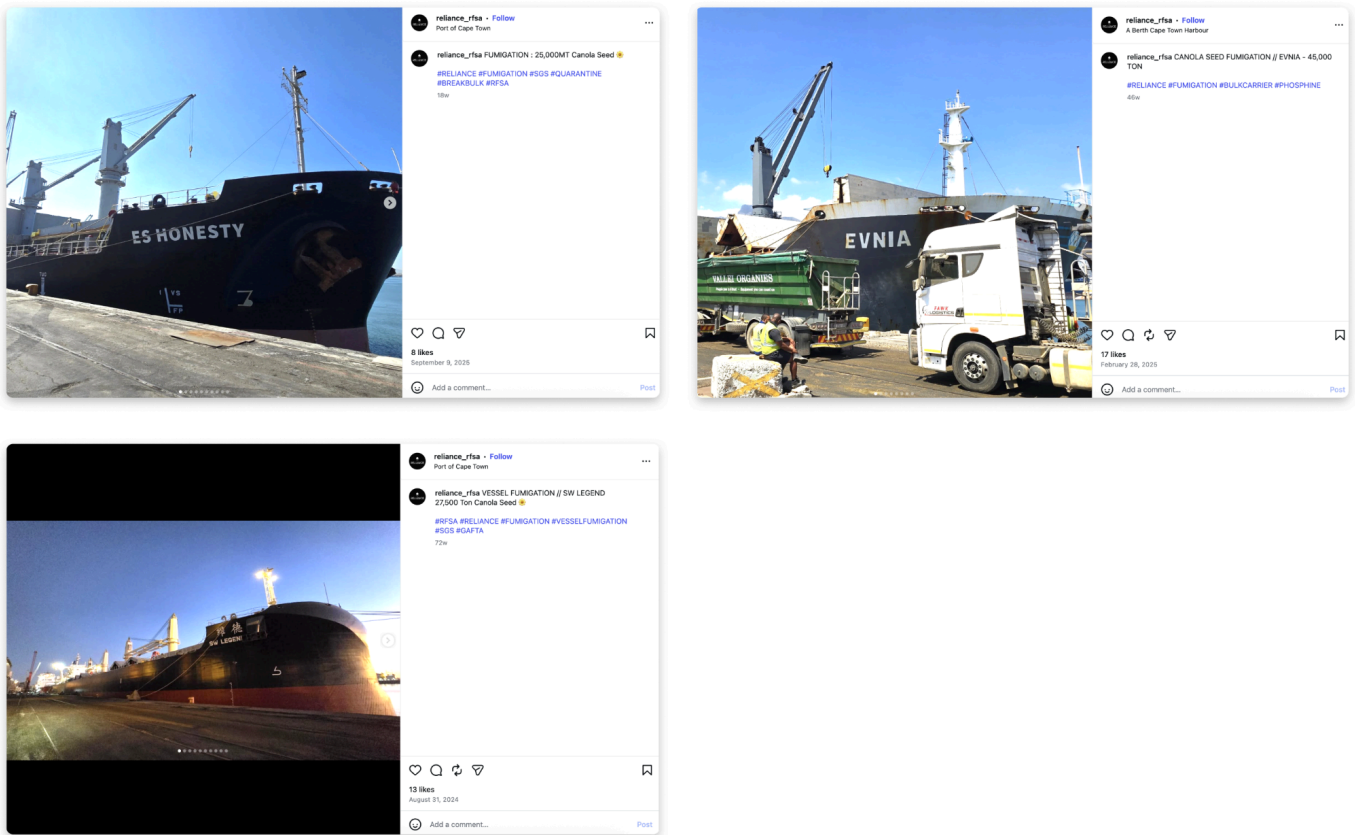 reliance_rfsa • Follow
Port of Cape Town
reliance_rfsa FUMIGATION : 25,000MT Canola Seed
#RELIANCE #FUMIGATION #SGS #QUARANTINE
#BREAKBULK #RFSA
18w
ES HONESTY
8 likes
September 9, 2025
Add a comment...
Post
reliance_rfsa • Follow
A Berth Cape Town Harbour
reliance_rfsa CANOLA SEED FUMIGATION // EVNIA - 45,000
TON
#RELIANCE #FUMIGATION #BULKCARRIER #PHOSPHINE
46w
EVNIA
VALLEI ORGANIES
LOGISTICS
17 likes
February 28, 2025
Add a comment...
Post
reliance_rfsa • Follow
Port of Cape Town
reliance_rfsa VESSEL FUMIGATION // SW LEGEND
27,500 Ton Canola Seed
#RFSA #RELIANCE #FUMIGATION #VESSELFUMIGATION
#SGS #GAFTA
72w
SW LEGEND
13 likes
August 31, 2024
Add a comment...
Post